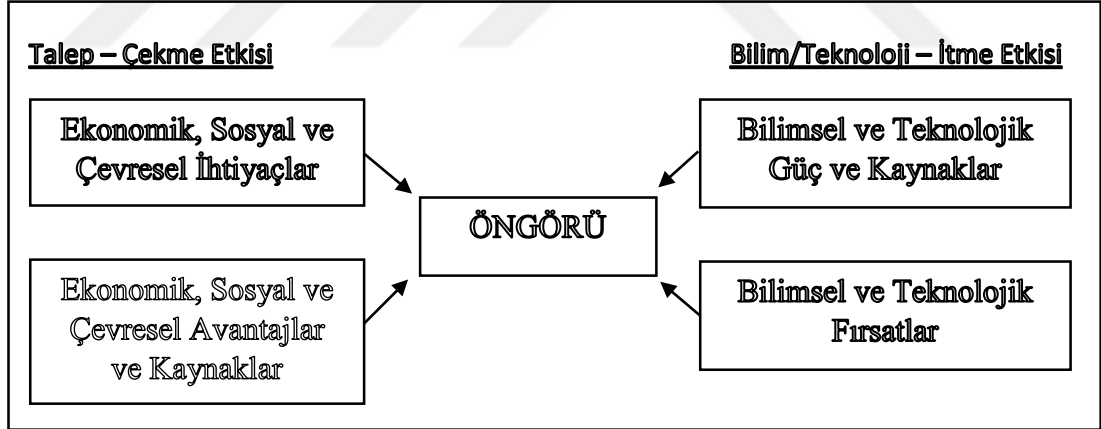 Talep – Çekme Etkisi
Bilim/Teknoloji – İtme Etkisi
Ekonomik, Sosyal ve
Çevresel İhtiyaçlar
Bilimsel ve Teknolojik
Güç ve Kaynaklar
ÖNGÖRÜ
Ekonomik, Sosyal ve
Çevresel Avantajlar
ve Kaynaklar
Bilimsel ve Teknolojik
Fırsatlar